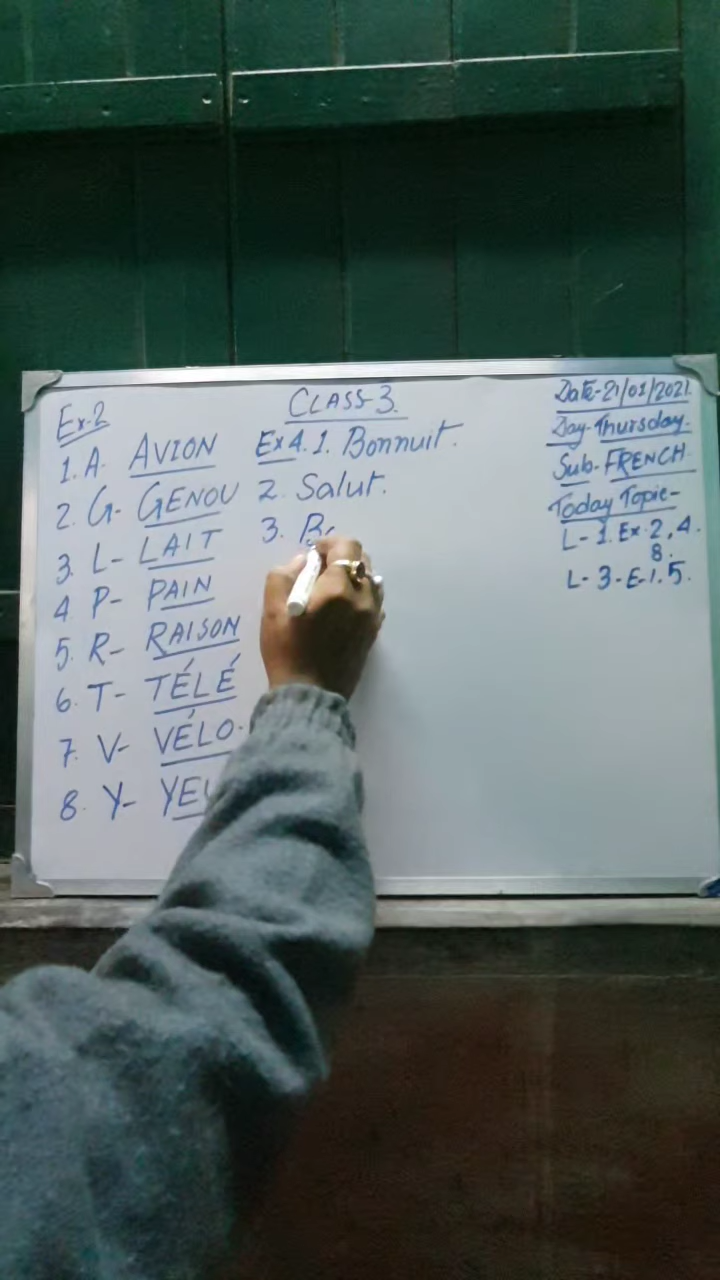 CLASS-3.
Date-21/01/2021.
Day-Thursday.
Sub-FRENCH
Today Topic-
L-1. Ex-2, 4.
8.
L-3-E-1.5.
Ex-2
1. A- AVION
2. G- GENOU
3. L- LAIT
4. P- PAIN
5. R- RAISON
6. T- TÉLÉ
7. V- VÉLO.
8. Y-
Ex4. 1. Bonnuit.
2. Salut.
3.